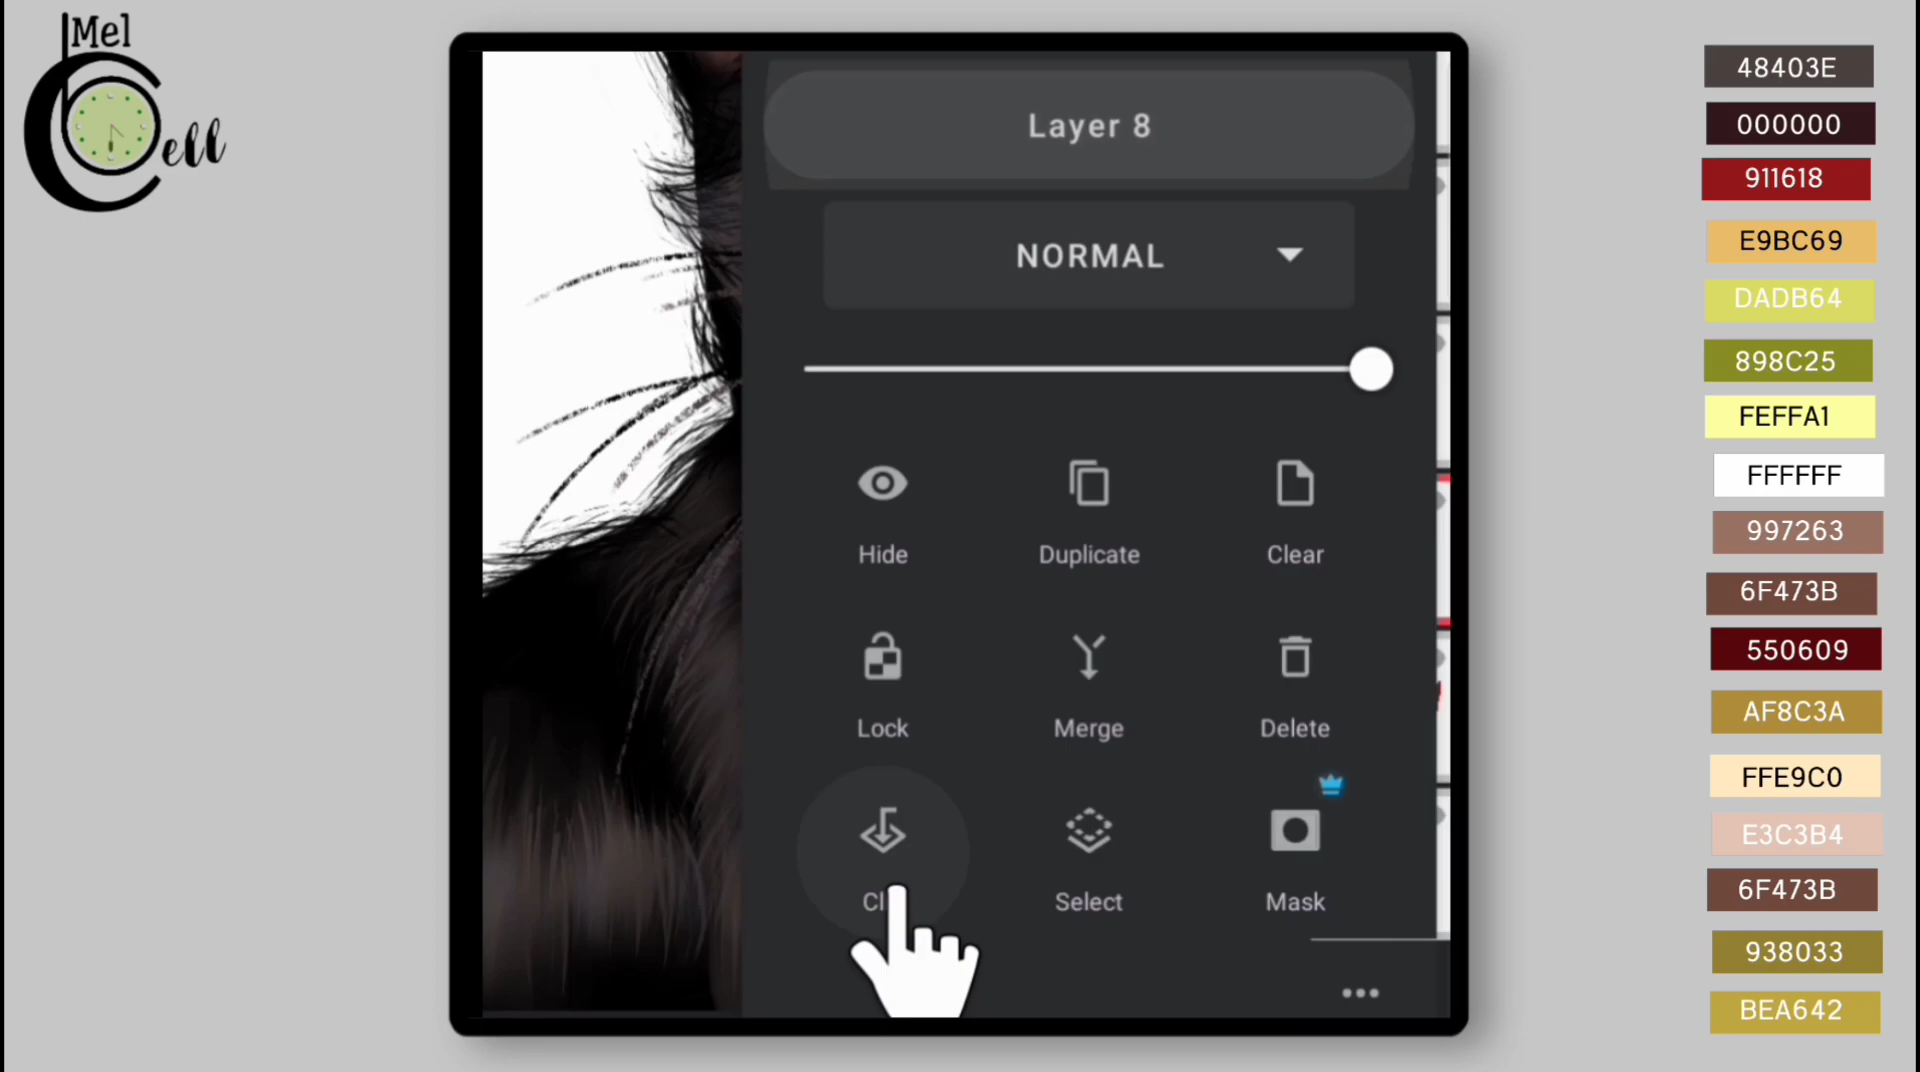 Mel
Cell
Layer 8
NORMAL
Hide
Duplicate
Clear
Lock
Merge
Delete
Select
Mask
48403E
000000
911618
E9BC69
DADB64
898C25
FEFFA1
FFFFFF
997263
6F473B
550609
AF8C3A
FFE9C0
E3C3B4
6F473B
938033
BEA642